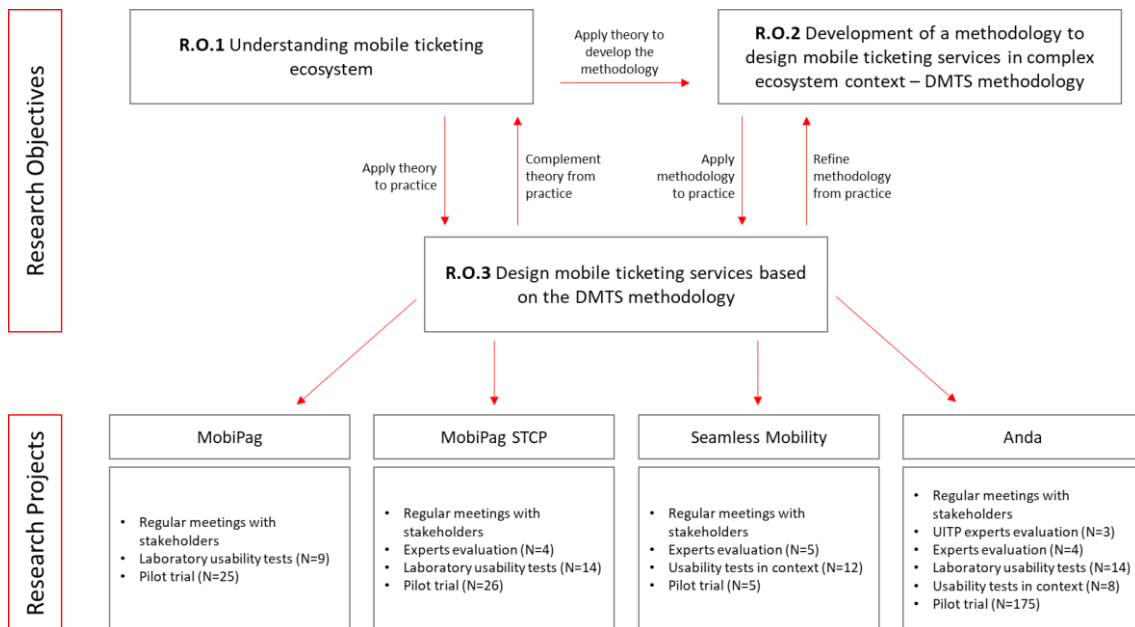 Research Objectives
R.O.1 Understanding mobile ticketing
ecosystem
Apply theory to
develop the
methodology
R.O.2 Development of a methodology to
design mobile ticketing services in complex
ecosystem context – DMTS methodology
Apply theory
to practice
Complement
theory from
practice
Apply
methodology
to practice
Refine
methodology
from practice
R.O.3 Design mobile ticketing services based
on the DMTS methodology
Research Projects
MobiPag
• Regular meetings with
stakeholders
• Laboratory usability tests (N=9)
• Pilot trial (N=25)
MobiPag STCP
• Regular meetings with
stakeholders
• Experts evaluation (N=4)
• Laboratory usability tests (N=14)
• Pilot trial (N=26)
Seamless Mobility
• Regular meetings with
stakeholders
• Experts evaluation (N=5)
• Usability tests in context (N=12)
• Pilot trial (N=5)
Anda
• Regular meetings with
stakeholders
• UITP experts evaluation (N=3)
• Experts evaluation (N=4)
• Laboratory usability tests (N=14)
• Usability tests in context (N=8)
• Pilot trial (N=175)